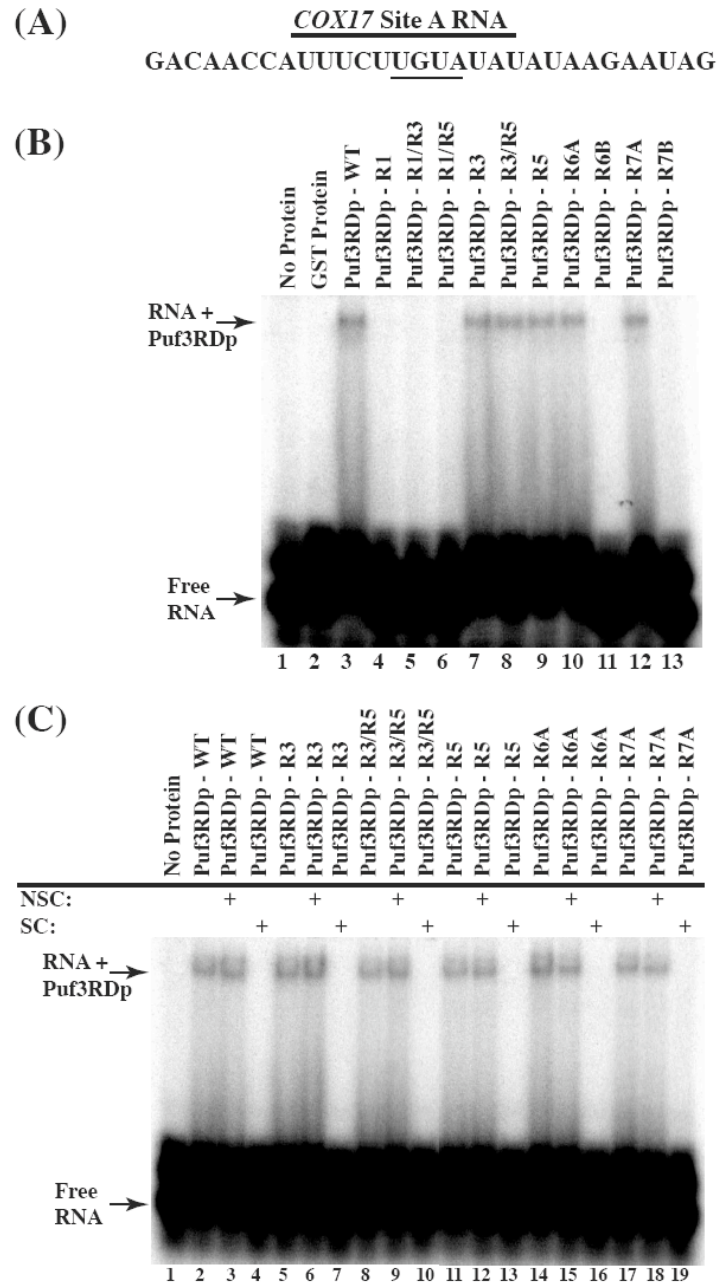 (A)
COX17 Site A RNA
GACAACCAUUUCUUGUAUAUAUAAGAAUAG
(B)
No Protein
GST Protein
Puf3RDp - WT
Puf3RDp - R1
Puf3RDp - R1/R3
Puf3RDp - R1/R5
Puf3RDp - R3
Puf3RDp - R3/R5
Puf3RDp - R5
Puf3RDp - R6A
Puf3RDp - R6B
Puf3RDp - R7A
Puf3RDp - R7B
RNA +
Puf3RDp
Free
RNA
1 2 3 4 5 6 7 8 9 10 11 12 13
(C)
No Protein
Puf3RDp - WT
Puf3RDp - WT
Puf3RDp - WT
Puf3RDp - R3
Puf3RDp - R3
Puf3RDp - R3
Puf3RDp - R3/R5
Puf3RDp - R3/R5
Puf3RDp - R3/R5
Puf3RDp - R5
Puf3RDp - R5
Puf3RDp - R5
Puf3RDp - R6A
Puf3RDp - R6A
Puf3RDp - R6A
Puf3RDp - R7A
Puf3RDp - R7A
Puf3RDp - R7A
NSC: + + + + + +
SC: + + + + + +
RNA +
Puf3RDp
Free
RNA
1 2 3 4 5 6 7 8 9 10 11 12 13 14 15 16 17 18 19